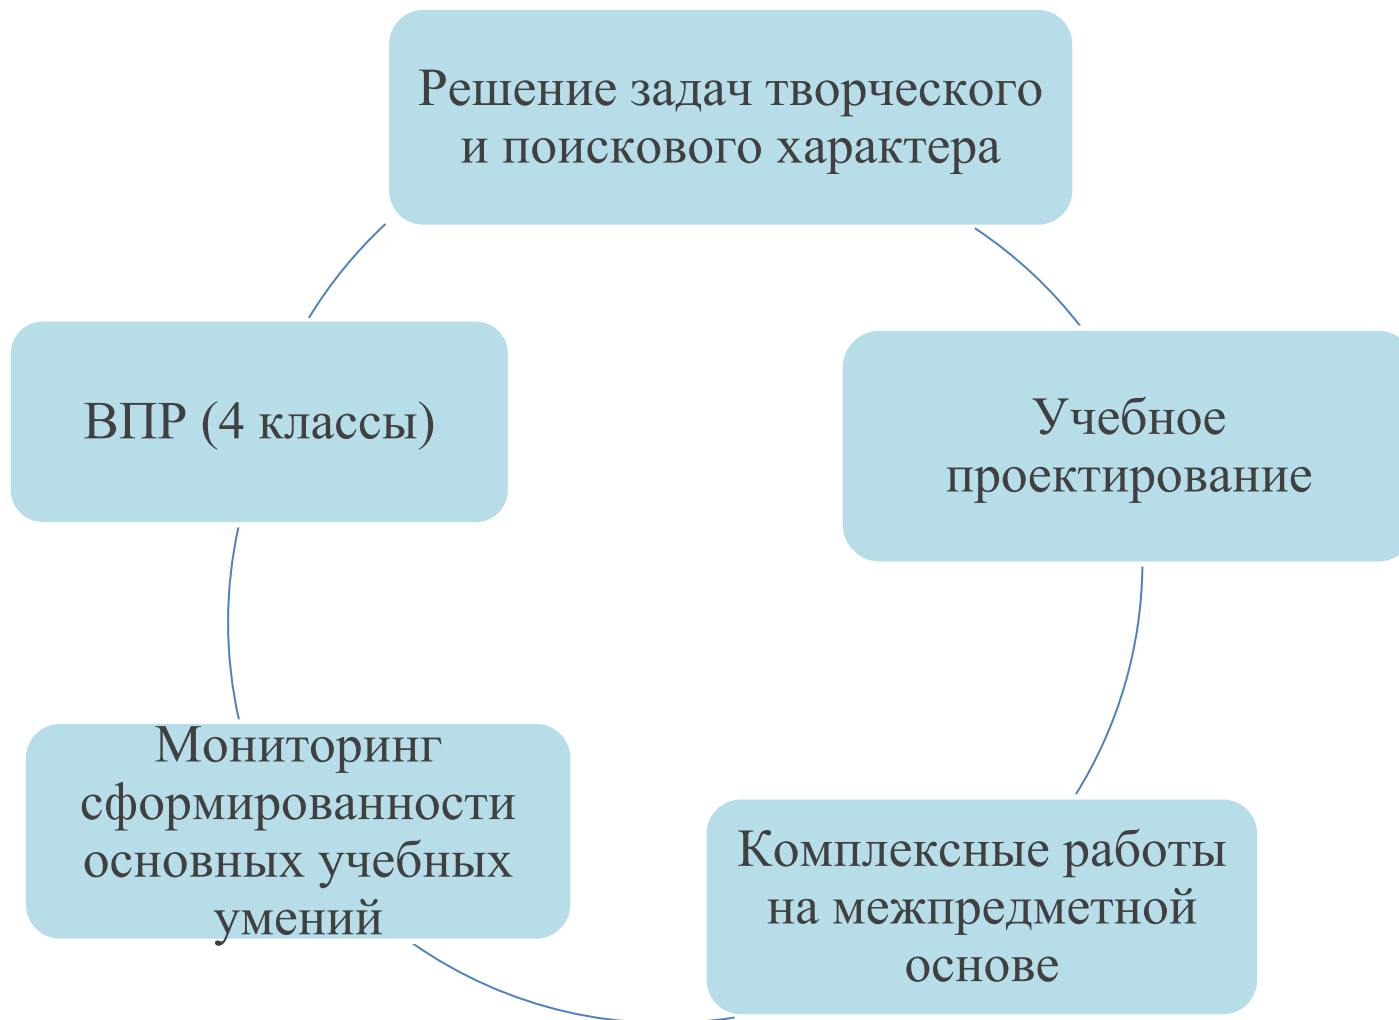 Решение задач творческого
и поискового характера
ВПР (4 классы)
Учебное
проектирование
Мониторинг
сформированности
основных учебных
умений
Комплексные работы
на межпредметной
основе